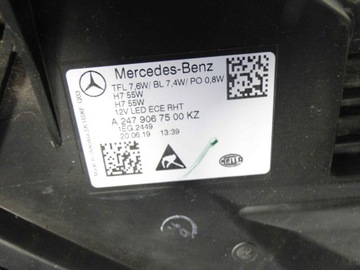 Mercedes-Benz
TFL 7,6W/ BL 7,4W/ PO 0,8W
H7 55W
H7 55W
12V LED ECE RHT
A 247 906 75 00 KZ
1EG.2449
20.06.19 13:39
HELLA